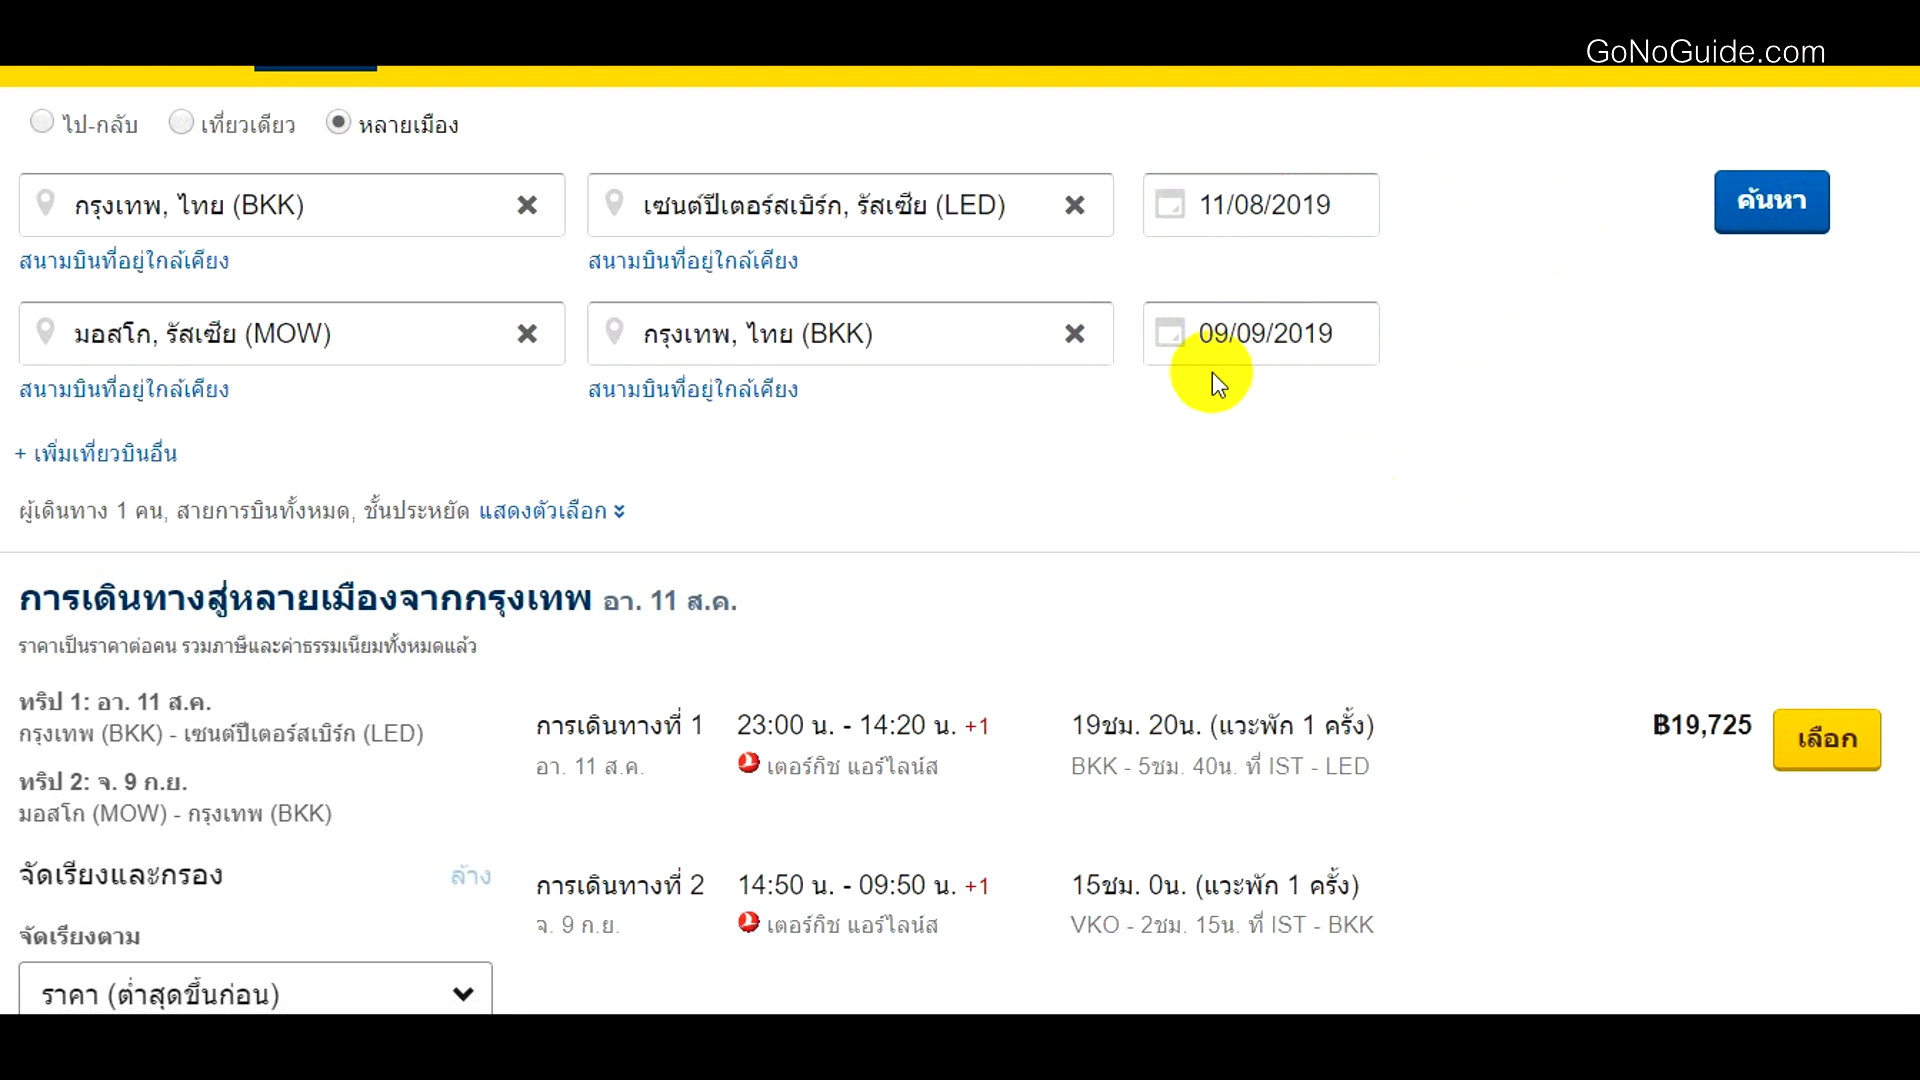 GoNoGuide.com
ไป-กลับ เที่ยวเดียว หลายเมือง
กรุงเทพ, ไทย (BKK) เซนต์ปีเตอร์สเบิร์ก, รัสเซีย (LED) 11/08/2019 ค้นหา
สนามบินที่อยู่ใกล้เคียง สนามบินที่อยู่ใกล้เคียง
มอสโก, รัสเซีย (MOW) กรุงเทพ, ไทย (BKK) 09/09/2019
สนามบินที่อยู่ใกล้เคียง สนามบินที่อยู่ใกล้เคียง
+ เพิ่มเที่ยวบินอื่น
ผู้เดินทาง 1 คน, สายการบินทั้งหมด, ชั้นประหยัด แสดงตัวเลือก
การเดินทางสู่หลายเมืองจากกรุงเทพ อา. 11 ส.ค.
ราคาเป็นราคาต่อคน รวมภาษีและค่าธรรมเนียมทั้งหมดแล้ว
ทริป 1: อา. 11 ส.ค.
กรุงเทพ (BKK) - เซนต์ปีเตอร์สเบิร์ก (LED)
ทริป 2: จ. 9 ก.ย.
มอสโก (MOW) - กรุงเทพ (BKK)
การเดินทางที่ 1 23:00 น. - 14:20 น. +1 19ชม. 20น. (แวะพัก 1 ครั้ง) ฿19,725 เลือก
อา. 11 ส.ค. เตอร์กิช แอร์ไลน์ส BKK - 5ชม. 40น. ที่ IST - LED
จัดเรียงและกรอง ล้าง
การเดินทางที่ 2 14:50 น. - 09:50 น. +1 15ชม. 0น. (แวะพัก 1 ครั้ง)
จ. 9 ก.ย. เตอร์กิช แอร์ไลน์ส VKO - 2ชม. 15น. ที่ IST - BKK
จัดเรียงตาม
ราคา (ต่ำสุดขึ้นก่อน)